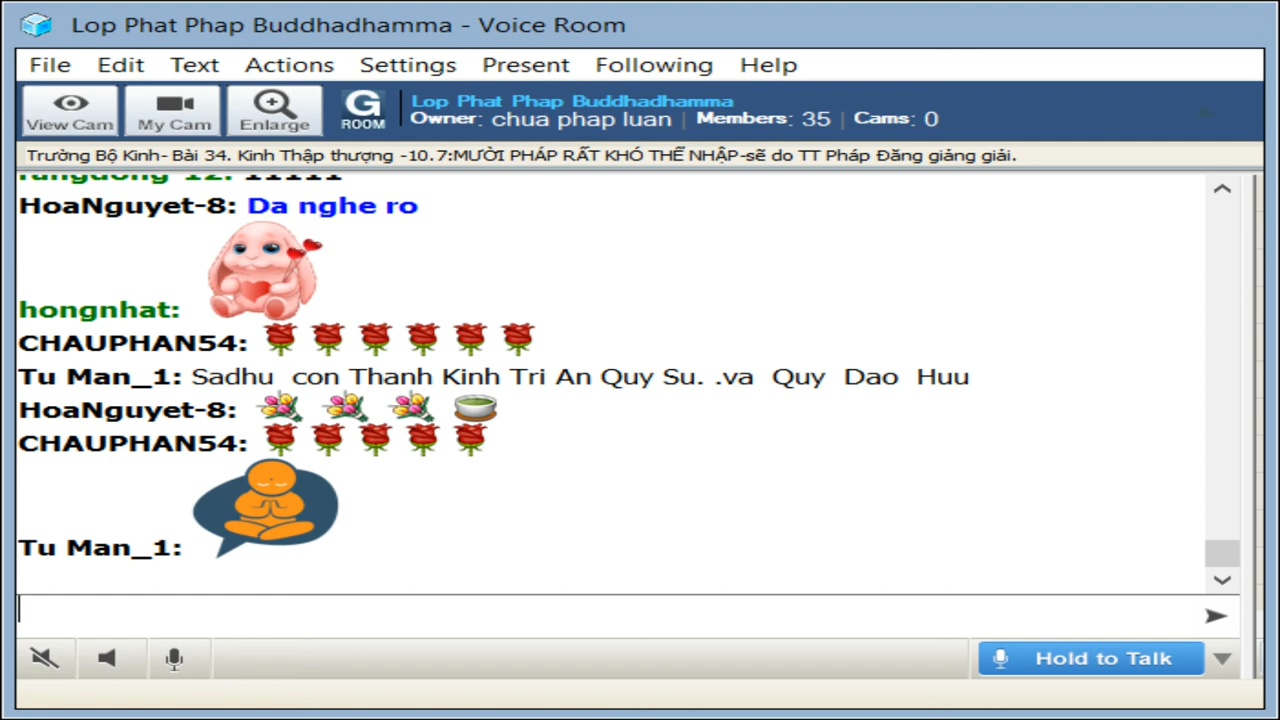 Lop Phat Phap Buddhadhamma - Voice Room
File Edit Text Actions Settings Present Following Help
View Cam My Cam Enlarge G ROOM
Lop Phat Phap Buddhadhamma
Owner: chua phap luan | Members: 35 | Cams: 0
Trường Bộ Kinh- Bài 34. Kinh Thập thượng -10.7:MƯỜI PHÁP RẤT KHÓ THỂ NHẬP-sẽ do TT Pháp Đăng giảng giải.
HoaNguyet-8: Da nghe ro
hongnhat:
CHAUPHAN54:
Tu Man_1: Sadhu con Thanh Kinh Tri An Quy Su. .va Quy Dao Huu
HoaNguyet-8:
CHAUPHAN54:
Tu Man_1:
Hold to Talk